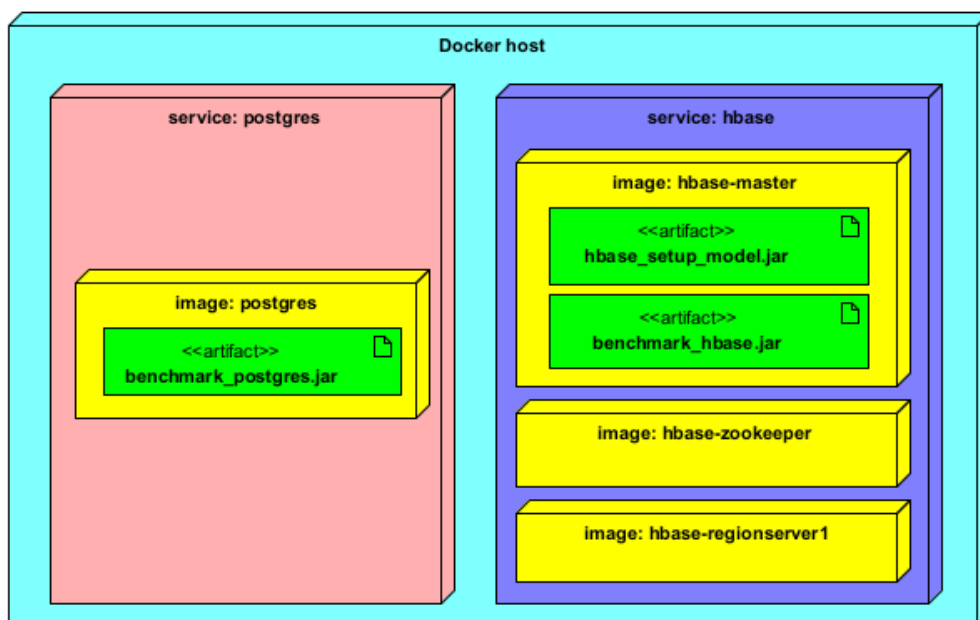 Docker host
service: postgres
image: postgres
<<artifact>>
benchmark_postgres.jar
service: hbase
image: hbase-master
<<artifact>>
hbase_setup_model.jar
<<artifact>>
benchmark_hbase.jar
image: hbase-zookeeper
image: hbase-regionserver1